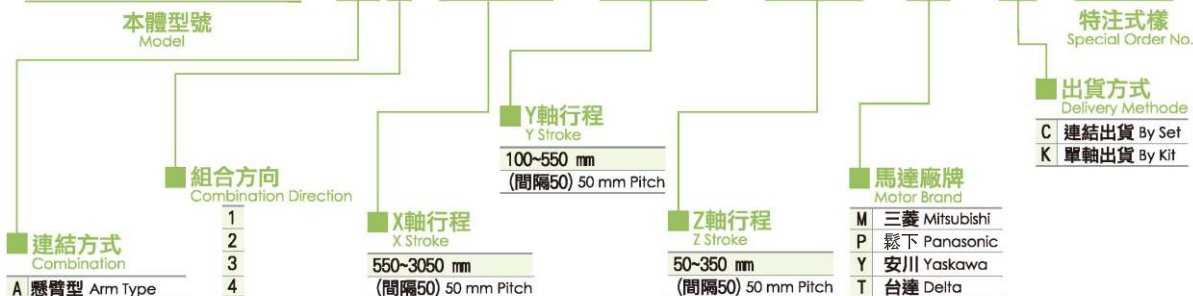 本體型號
Model
特注式樣
Special Order No.
出貨方式
Delivery Methode
C 連結出貨 By Set
K 單軸出貨 By Kit
Y軸行程
Y Stroke
100~550 mm
(間隔50) 50 mm Pitch
組合方向
Combination Direction
1
2
3
4
馬達廠牌
Motor Brand
M 三菱 Mitsubishi
P 鬆下 Panasonic
Y 安川 Yaskawa
T 台達 Delta
連結方式
Combination
A 懸臂型 Arm Type
X軸行程
X Stroke
550~3050 mm
(間隔50) 50 mm Pitch
Z軸行程
Z Stroke
50~350 mm
(間隔50) 50 mm Pitch